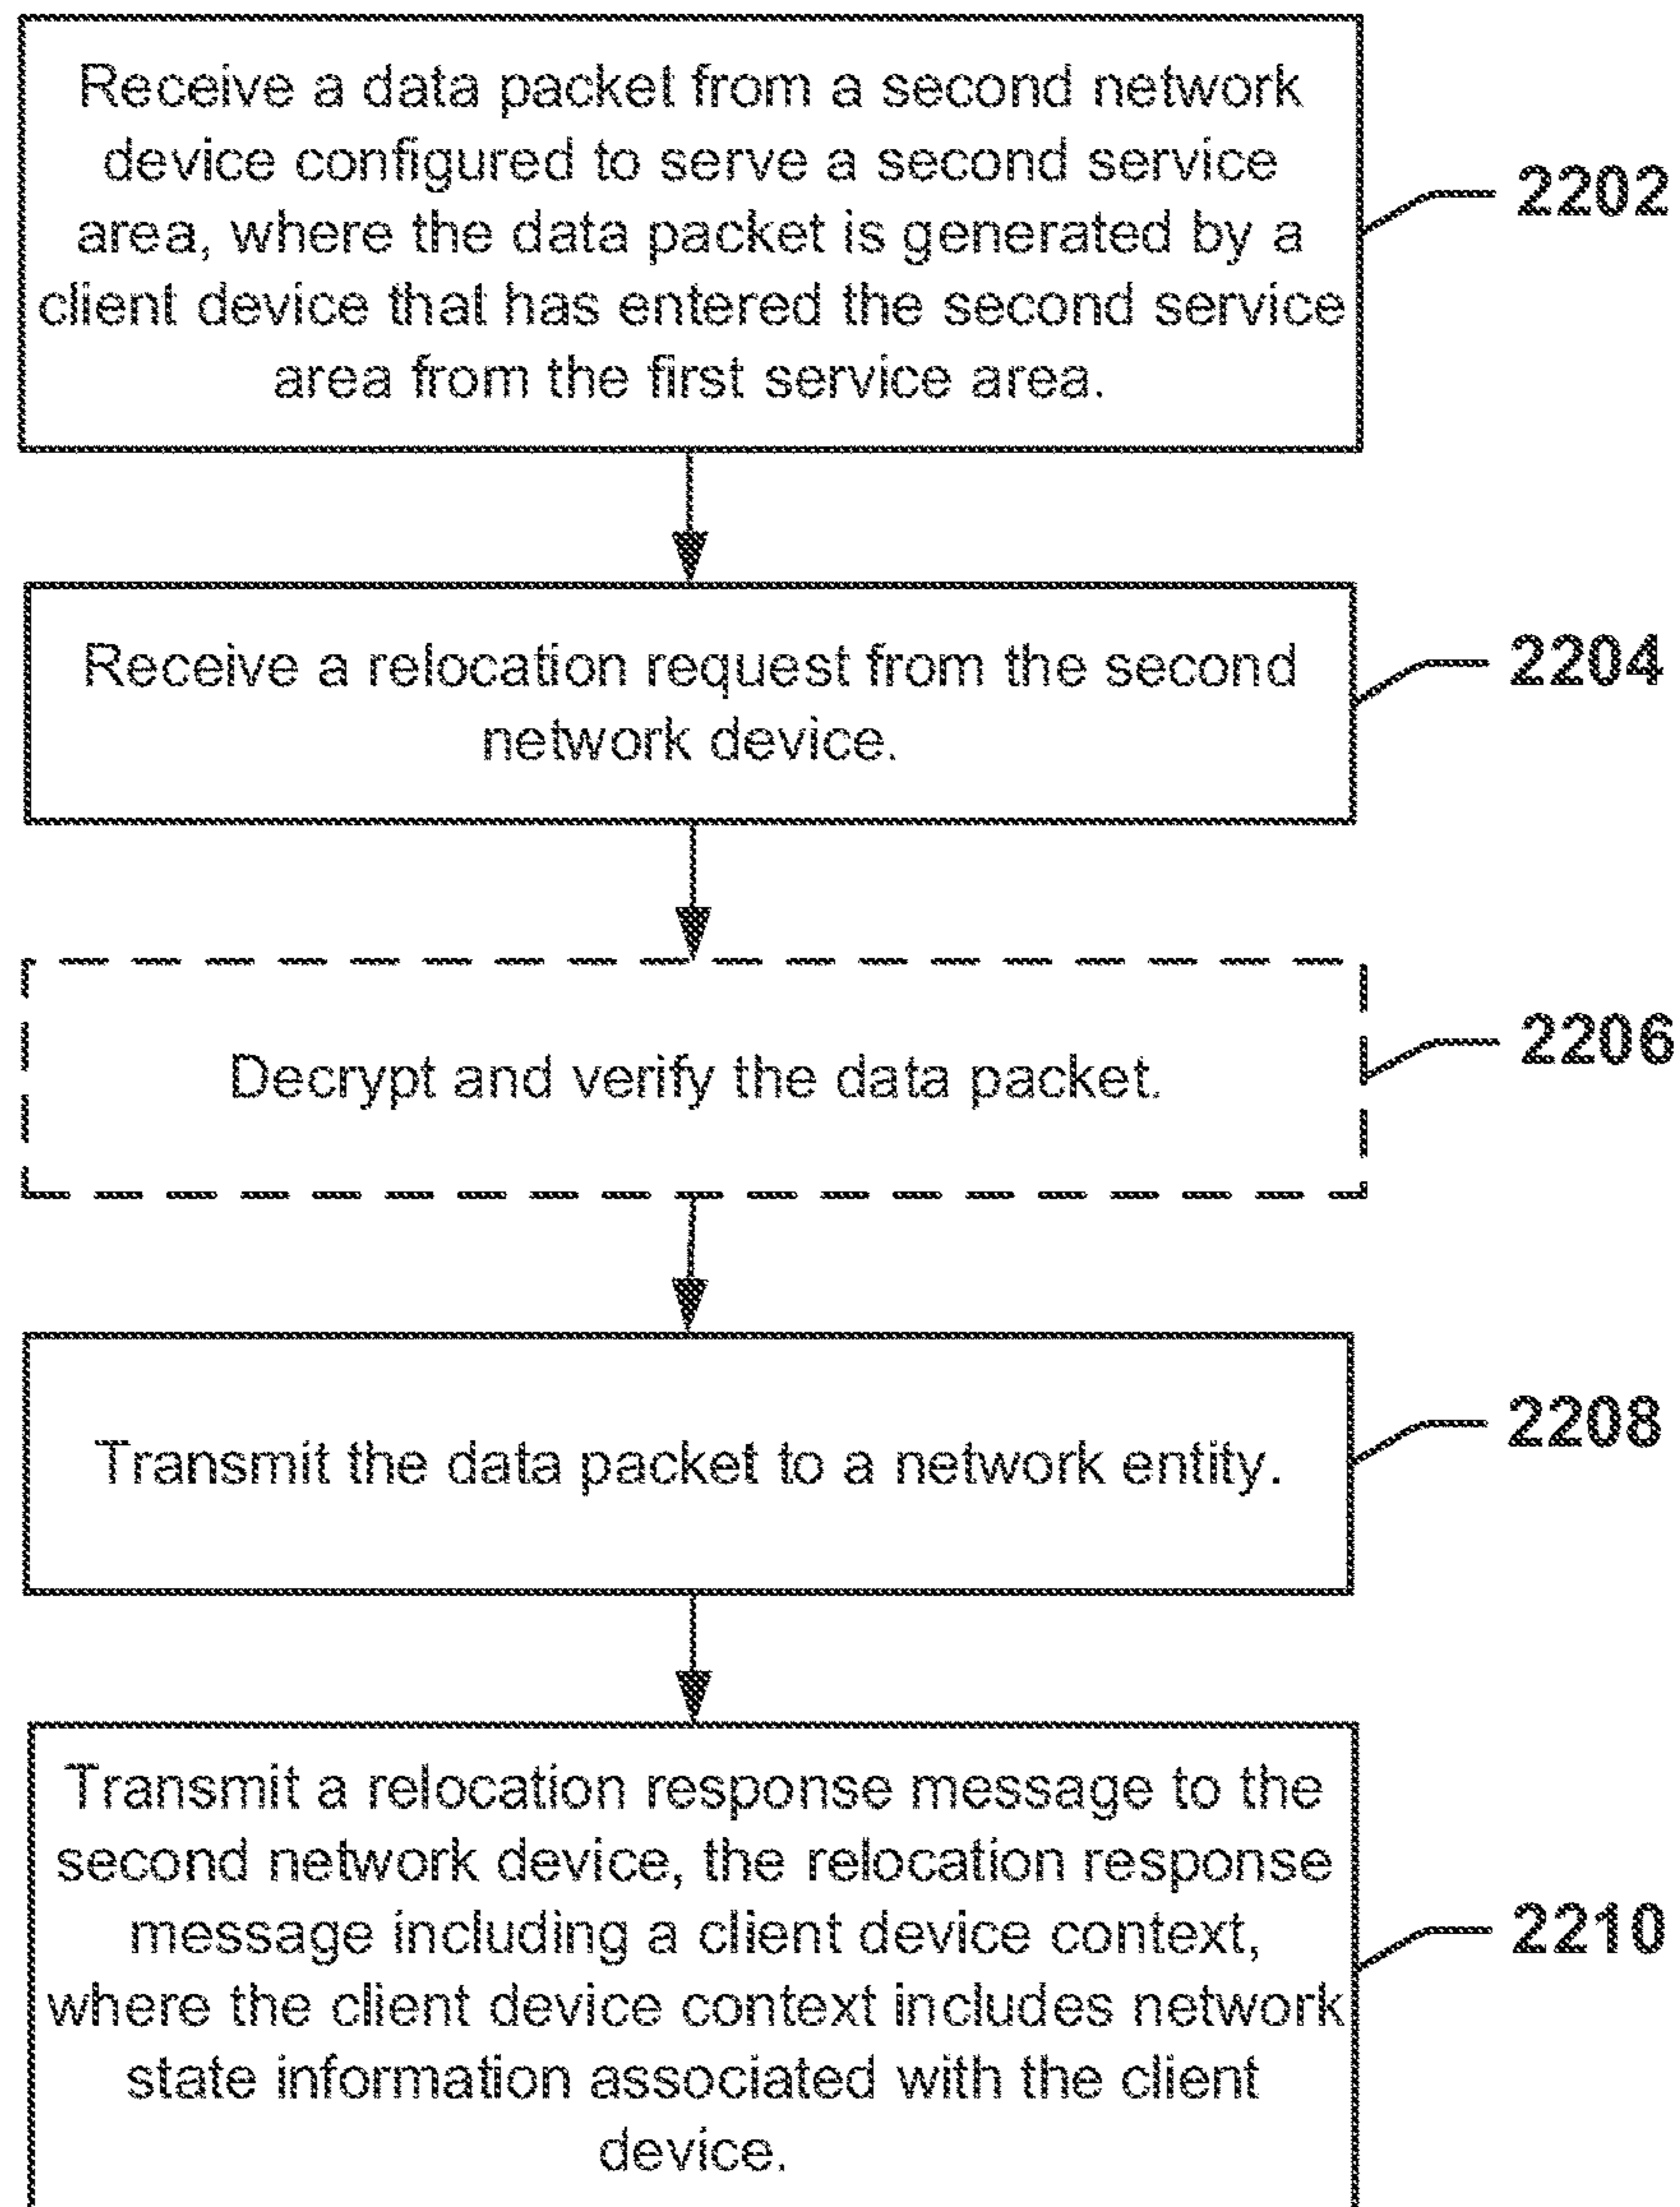 Receive a data packet from a second network
device configured to serve a second service
area, where the data packet is generated by a
client device that has entered the second service
area from the first service area.
2202
Receive a relocation request from the second
network device.
2204
Decrypt and verify the data packet.
2206
Transmit the data packet to a network entity.
2208
Transmit a relocation response message to the
second network device, the relocation response
message including a client device context,
where the client device context includes network
state information associated with the client
device.
2210